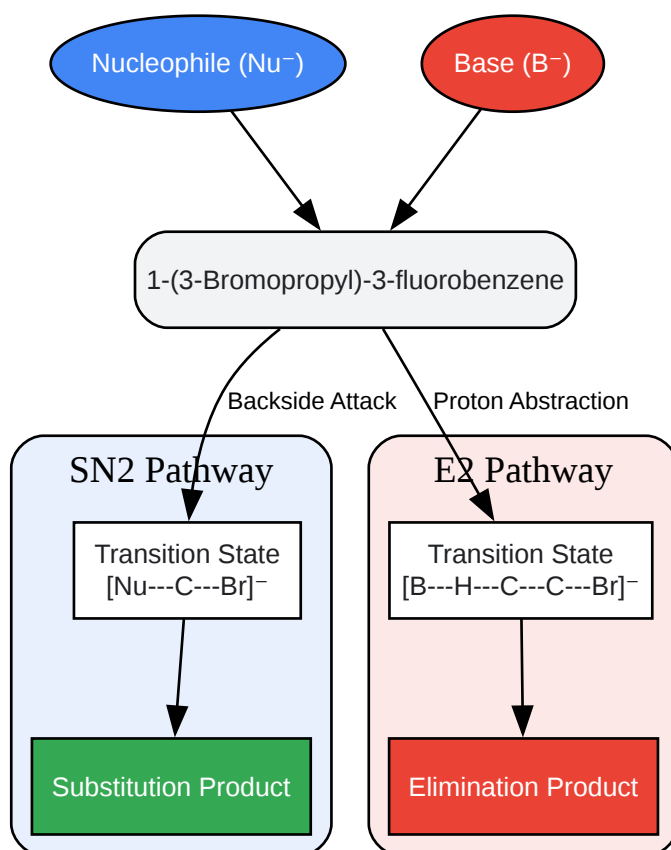 Nucleophile (Nu⁻)
Base (B⁻)
1-(3-Bromopropyl)-3-fluorobenzene
Backside Attack
Proton Abstraction
SN2 Pathway
E2 Pathway
Transition State
[Nu---C---Br]⁻
Transition State
[B---H---C---C---Br]⁻
Substitution Product
Elimination Product